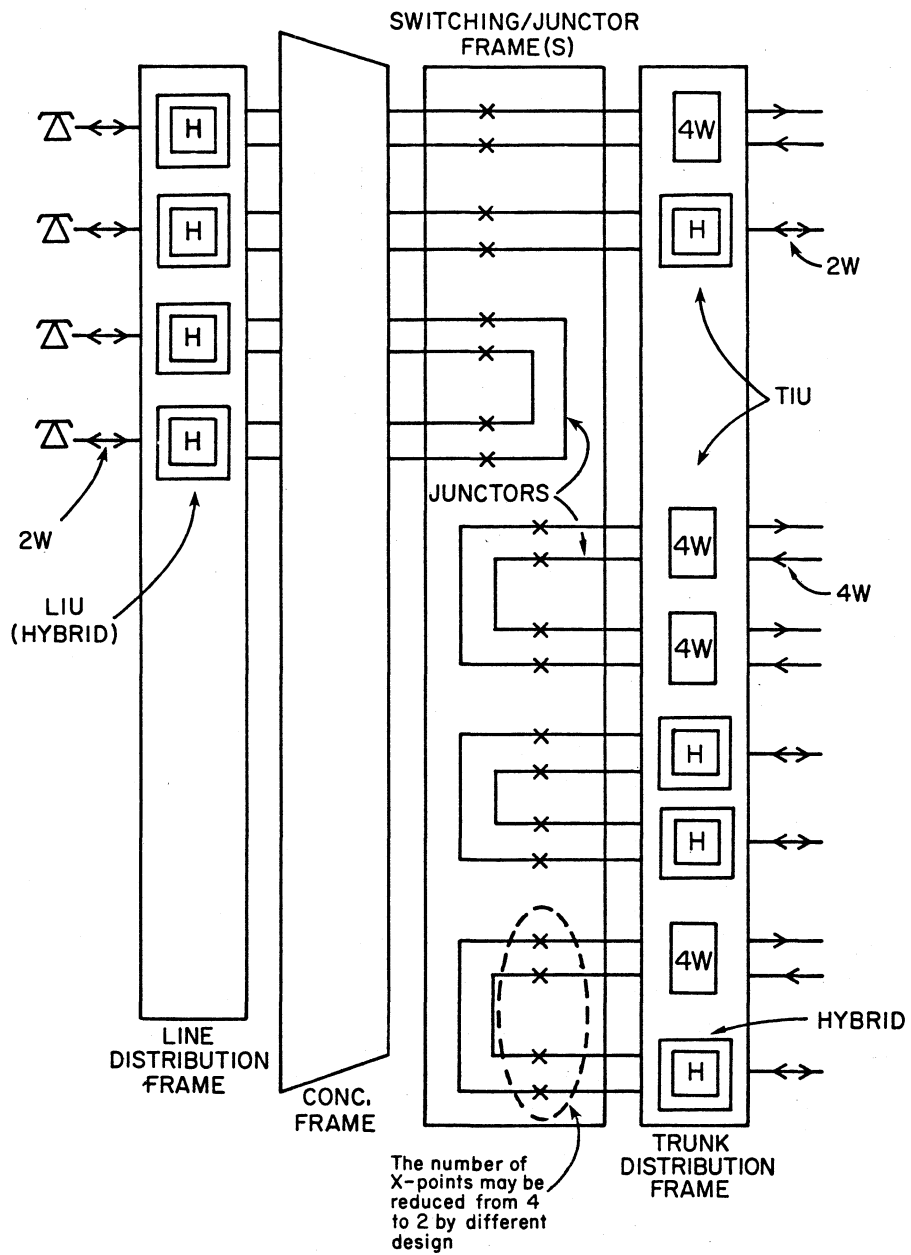 SWITCHING/JUNCTOR
FRAME(S)
H
4W
H
H
2W
H
TIU
H
JUNCTORS
2W
4W
4W
LIU
(HYBRID)
4W
H
H
4W
HYBRID
H
LINE
DISTRIBUTION
FRAME
CONC.
FRAME
TRUNK
DISTRIBUTION
FRAME
The number of
X-points may be
reduced from 4
to 2 by different
design